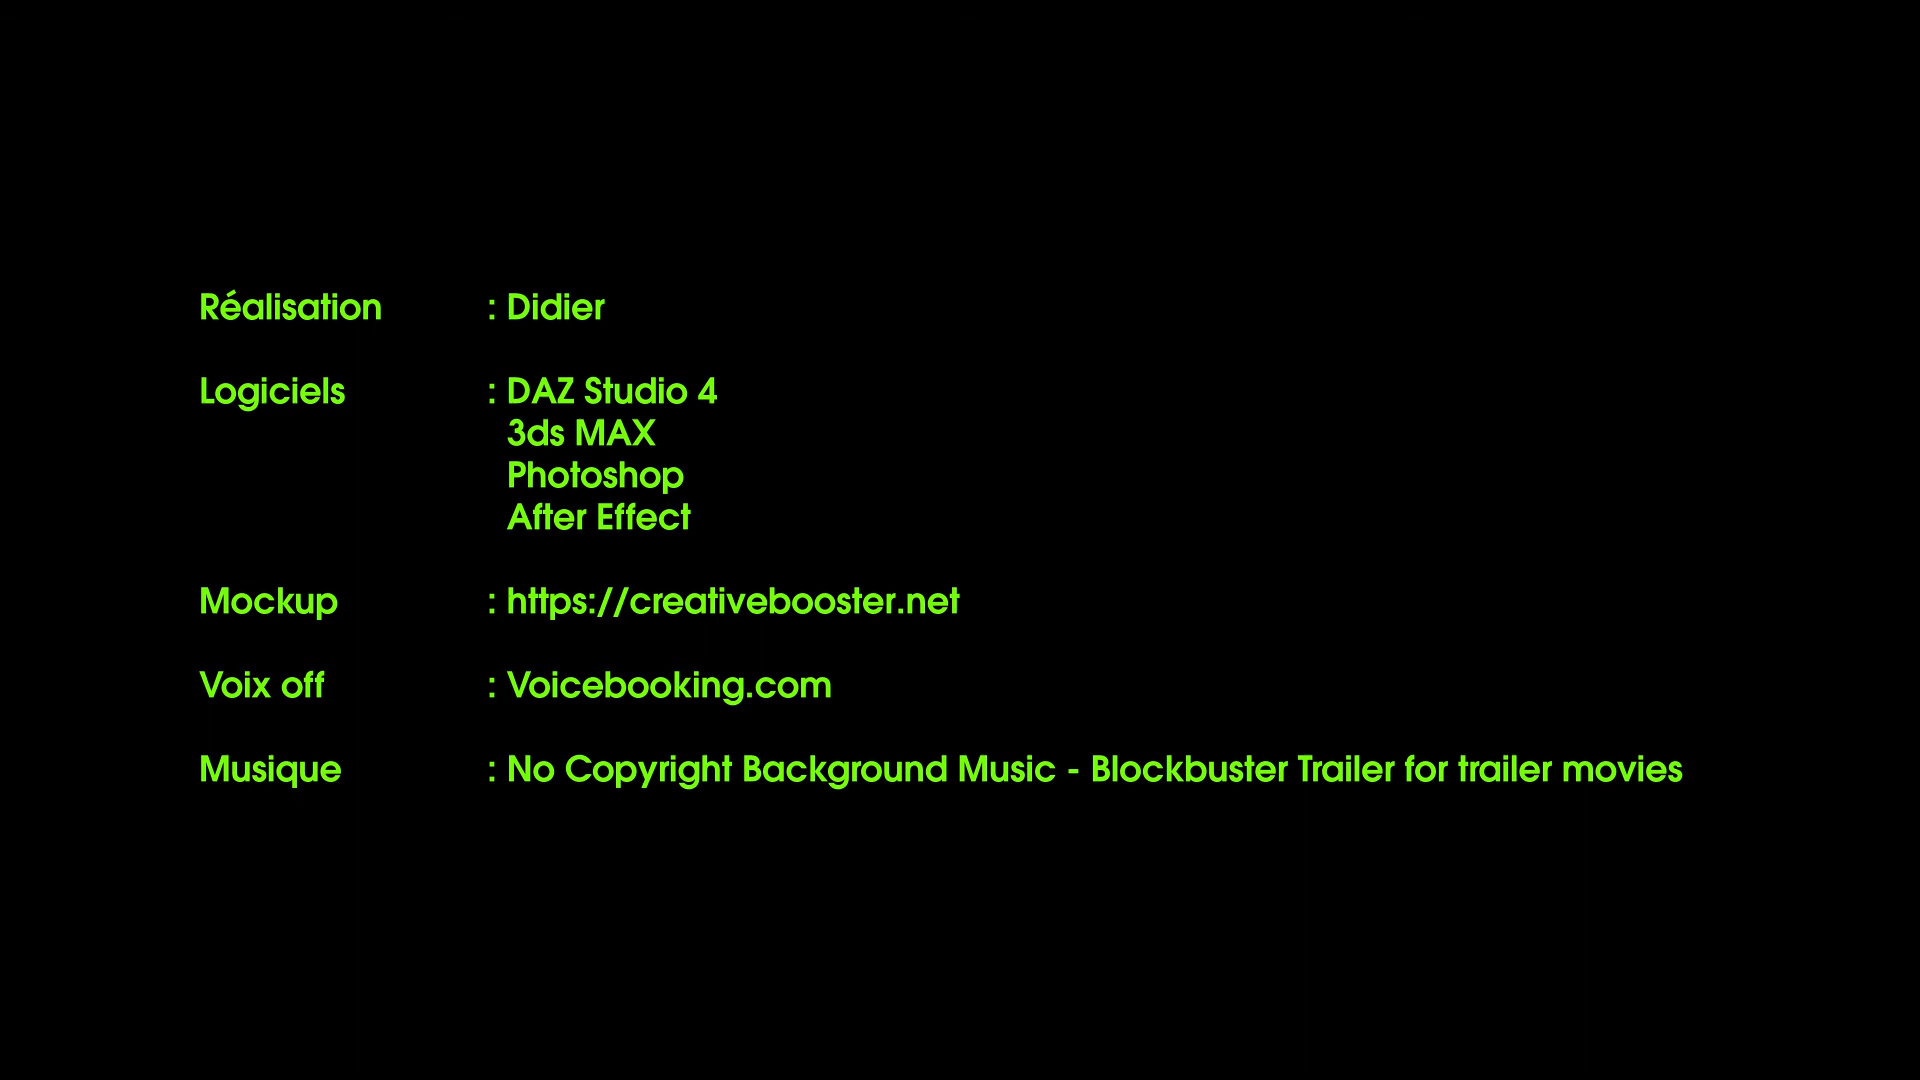 Réalisation : Didier
Logiciels : DAZ Studio 4
3ds MAX
Photoshop
After Effect
Mockup : https://creativebooster.net
Voix off : Voicebooking.com
Musique : No Copyright Background Music - Blockbuster Trailer for trailer movies